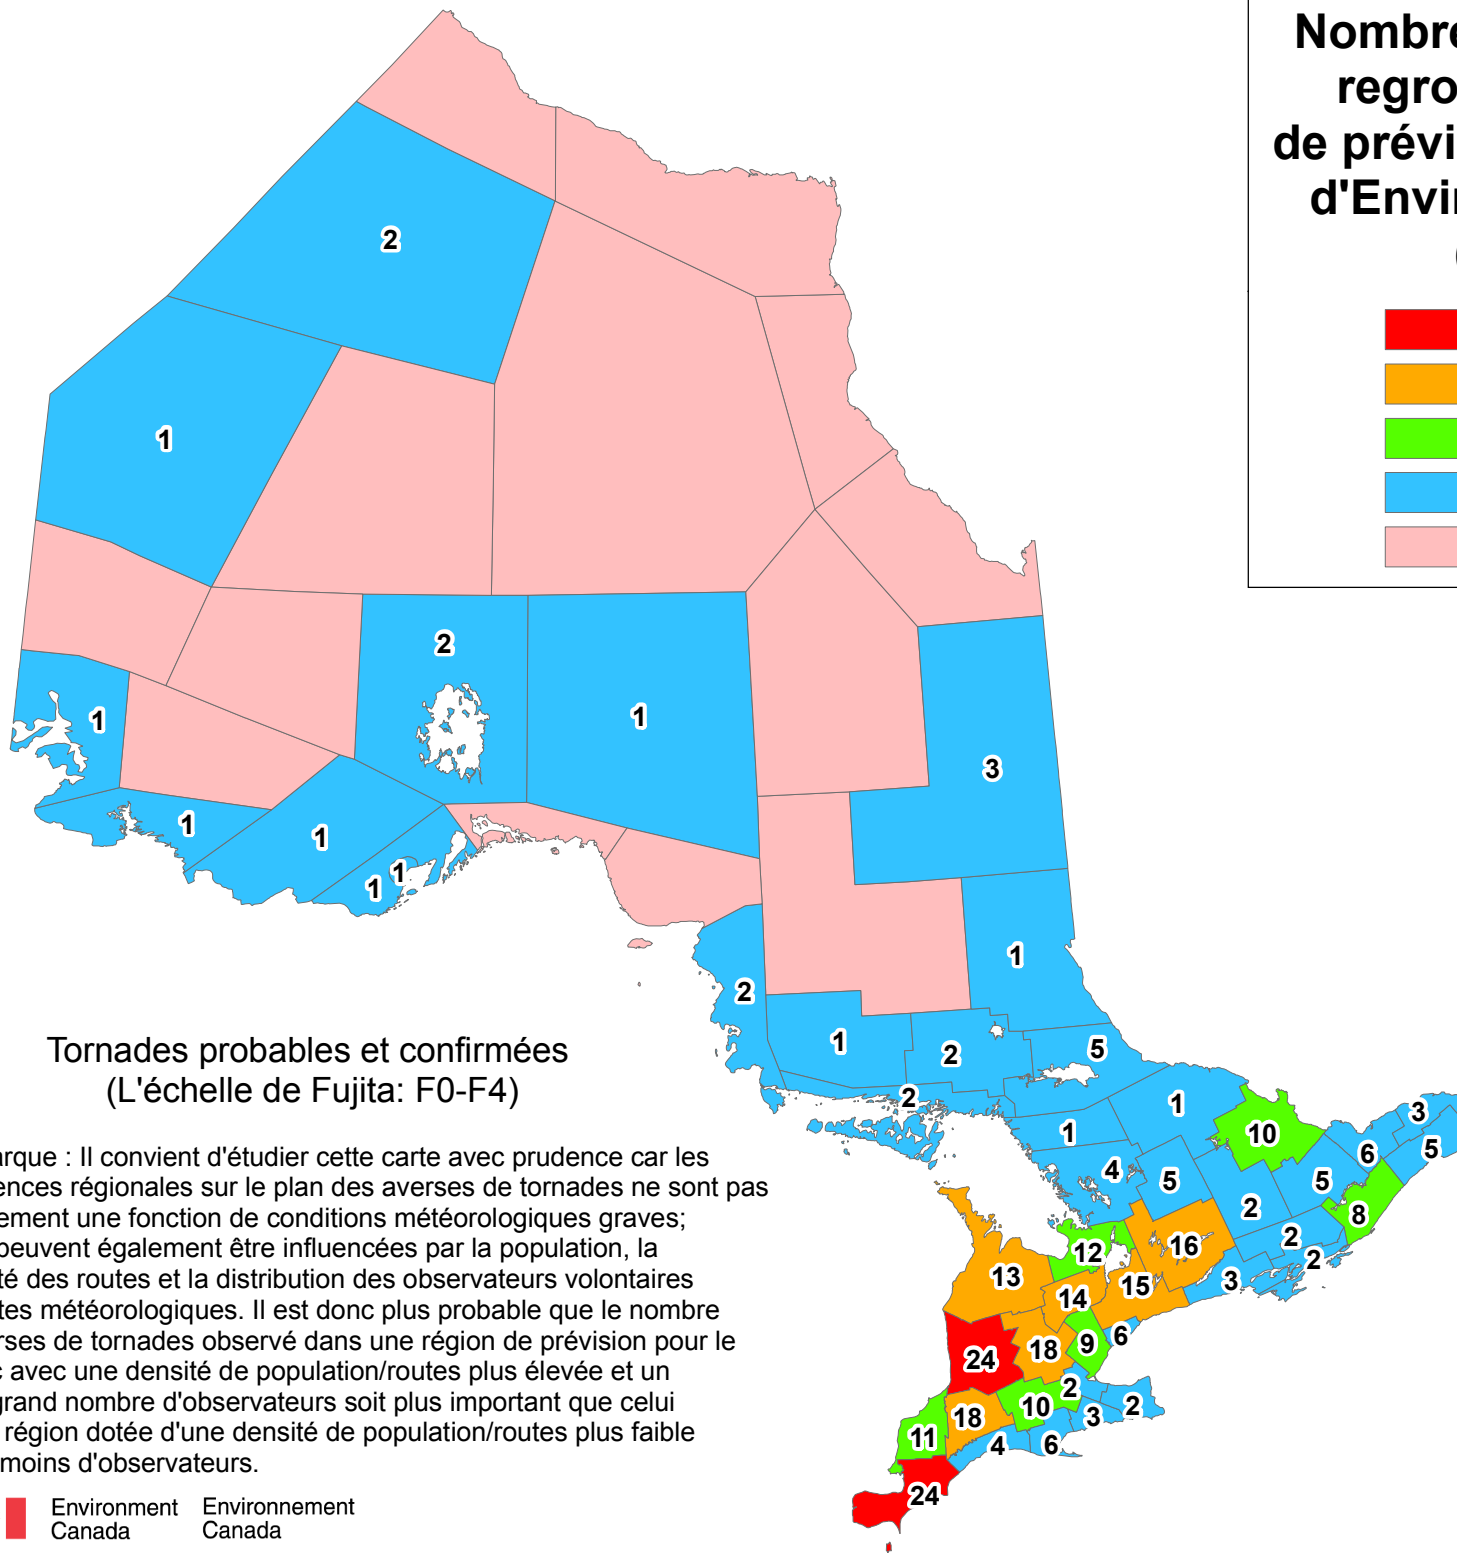 Nombre
regro
de prévi
d'Envir
(
2
1
2
1
1
3
1
1
1
1
1
2
1
2
5
2
1
1
10
3
6
5
4
5
5
2
8
2
2
3
12
16
13
14
15
6
9
18
24
2
2
3
10
18
11
4
6
24
Tornades probables et confirmées
(L'échelle de Fujita: F0-F4)
arque : Il convient d'étudier cette carte avec prudence car les
ences régionales sur le plan des averses de tornades ne sont pas
ement une fonction de conditions météorologiques graves;
peuvent également être influencées par la population, la
té des routes et la distribution des observateurs volontaires
tes météorologiques. Il est donc plus probable que le nombre
rses de tornades observé dans une région de prévision pour le
c avec une densité de population/routes plus élevée et un
grand nombre d'observateurs soit plus important que celui
région dotée d'une densité de population/routes plus faible
moins d'observateurs.
Environment Environnement
Canada Canada